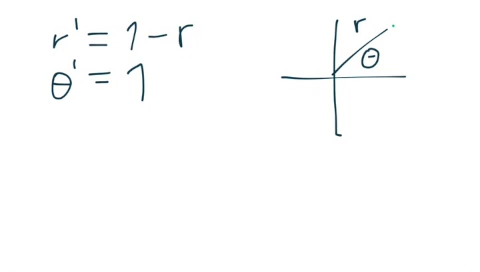 r' = 1 - r
θ' = 1
r
θ